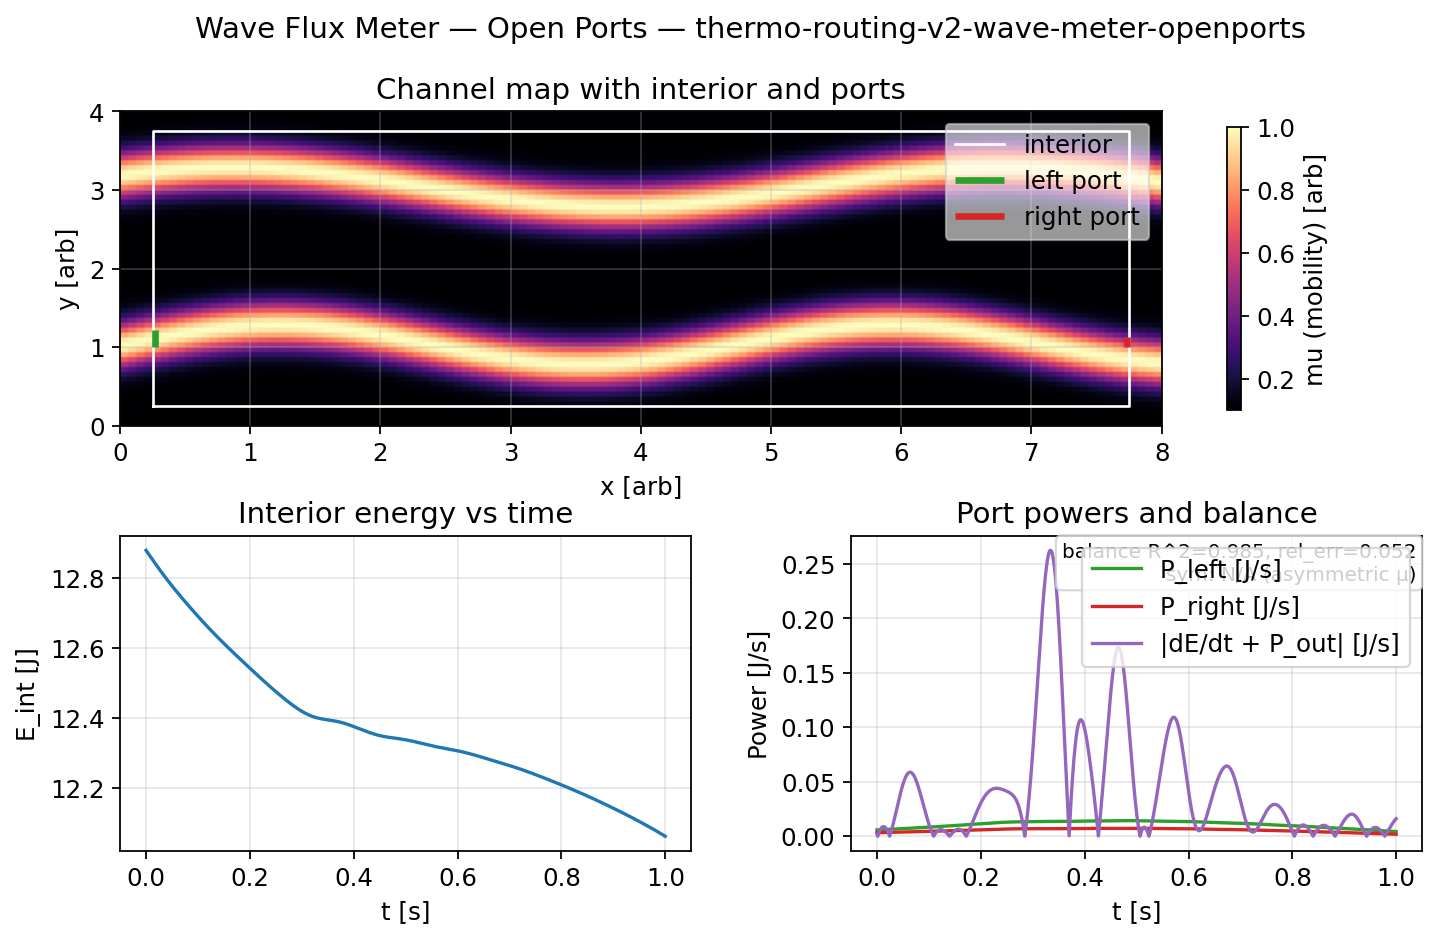 Wave Flux Meter — Open Ports — thermo-routing-v2-wave-meter-openports
Channel map with interior and ports
4
3
2
1
0
y [arb]
0 1 2 3 4 5 6 7 8
x [arb]
interior
left port
right port
1.0
0.8
0.6
0.4
0.2
mu (mobility) [arb]
Interior energy vs time
12.8
12.6
12.4
12.2
E_int [J]
0.0 0.2 0.4 0.6 0.8 1.0
t [s]
Port powers and balance
balance R^2=0.985, rel_err=0.052
sym: N/A (asymmetric μ)
P_left [J/s]
P_right [J/s]
|dE/dt + P_out| [J/s]
0.25
0.20
0.15
0.10
0.05
0.00
Power [J/s]
0.0 0.2 0.4 0.6 0.8 1.0
t [s]